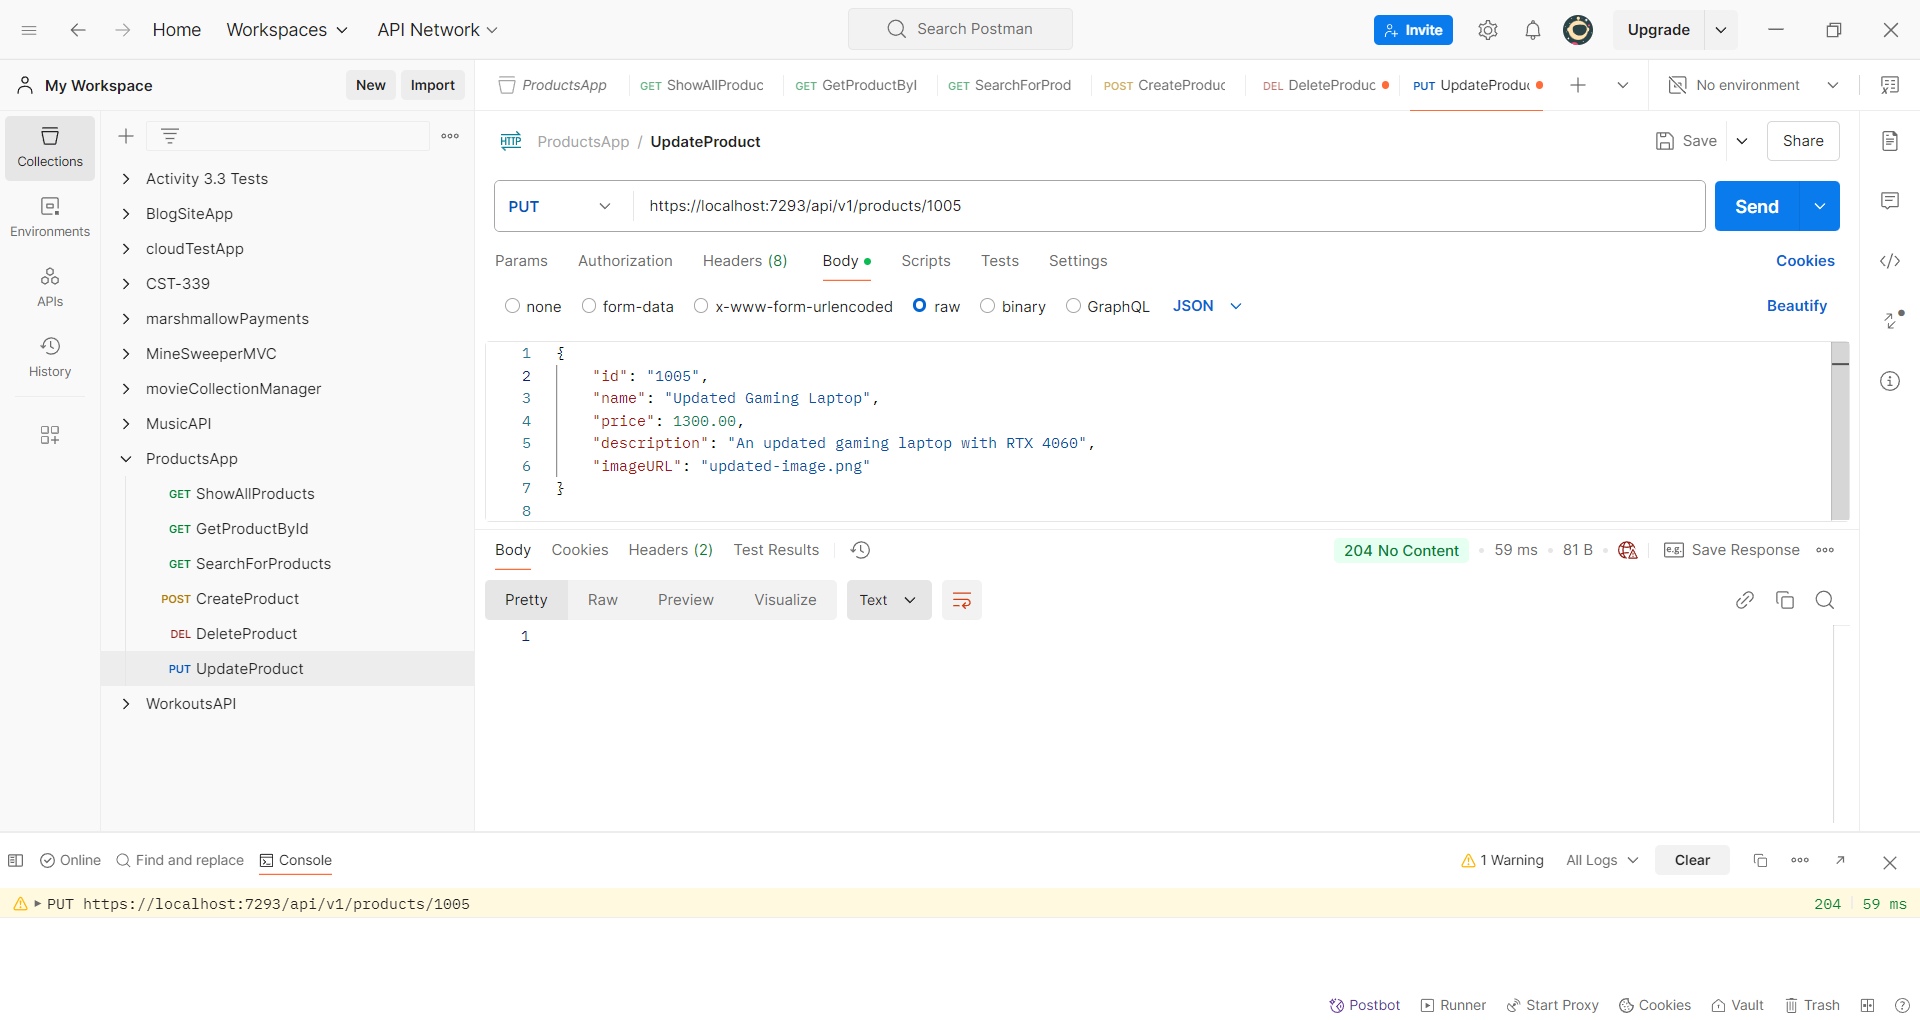 Home Workspaces API Network Search Postman Invite Upgrade
My Workspace New Import ProductsApp GET ShowAllProduc GET GetProductByI GET SearchForProd POST CreateProduc DEL DeleteProduc PUT UpdateProduc No environment
HTTP ProductsApp / UpdateProduct Save Share
Collections
Environments
APIs
History
Activity 3.3 Tests
BlogSiteApp
cloudTestApp
CST-339
marshmallowPayments
MineSweeperMVC
movieCollectionManager
MusicAPI
ProductsApp
GET ShowAllProducts
GET GetProductById
GET SearchForProducts
POST CreateProduct
DEL DeleteProduct
PUT UpdateProduct
WorkoutsAPI
PUT https://localhost:7293/api/v1/products/1005 Send
Params Authorization Headers (8) Body Scripts Tests Settings Cookies
none form-data x-www-form-urlencoded raw binary GraphQL JSON Beautify
1 {
2 "id": "1005",
3 "name": "Updated Gaming Laptop",
4 "price": 1300.00,
5 "description": "An updated gaming laptop with RTX 4060",
6 "imageURL": "updated-image.png"
7 }
8
Body Cookies Headers (2) Test Results 204 No Content 59 ms 81 B e.g. Save Response
Pretty Raw Preview Visualize Text
1
Online Find and replace Console 1 Warning All Logs Clear
PUT https://localhost:7293/api/v1/products/1005 204 59 ms
Postbot Runner Start Proxy Cookies Vault Trash